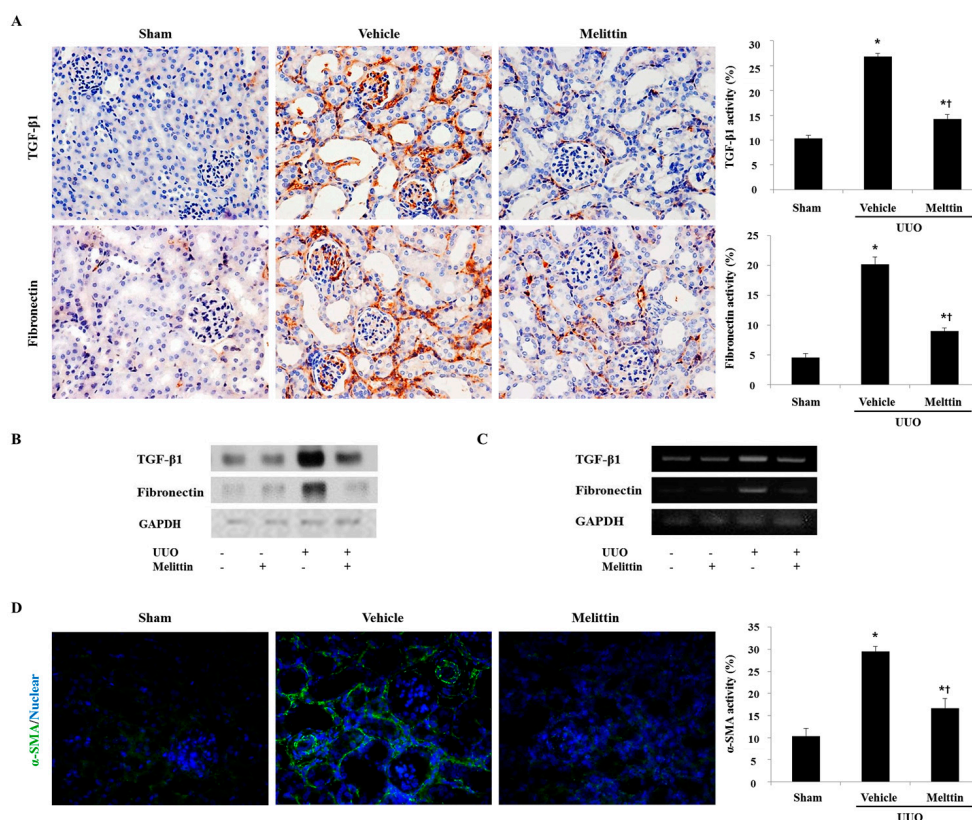 A
Sham Vehicle Melittin
TGF-β1
Fibronectin
TGF-β1 activity (%)
30
25
20
15
10
5
0
*
*†
Sham Vehicle Melttin
UUO
Fibronectin activity (%)
25
20
15
10
5
0
*
*†
Sham Vehicle Melttin
UUO
B
TGF-β1
Fibronectin
GAPDH
UUO - - + +
Melittin - + - +
C
TGF-β1
Fibronectin
GAPDH
UUO - - + +
Melittin - + - +
D
Sham Vehicle Melittin
α-SMA/Nuclear
α-SMA activity (%)
35
30
25
20
15
10
5
0
*
*†
Sham Vehicle Melittin
UUO